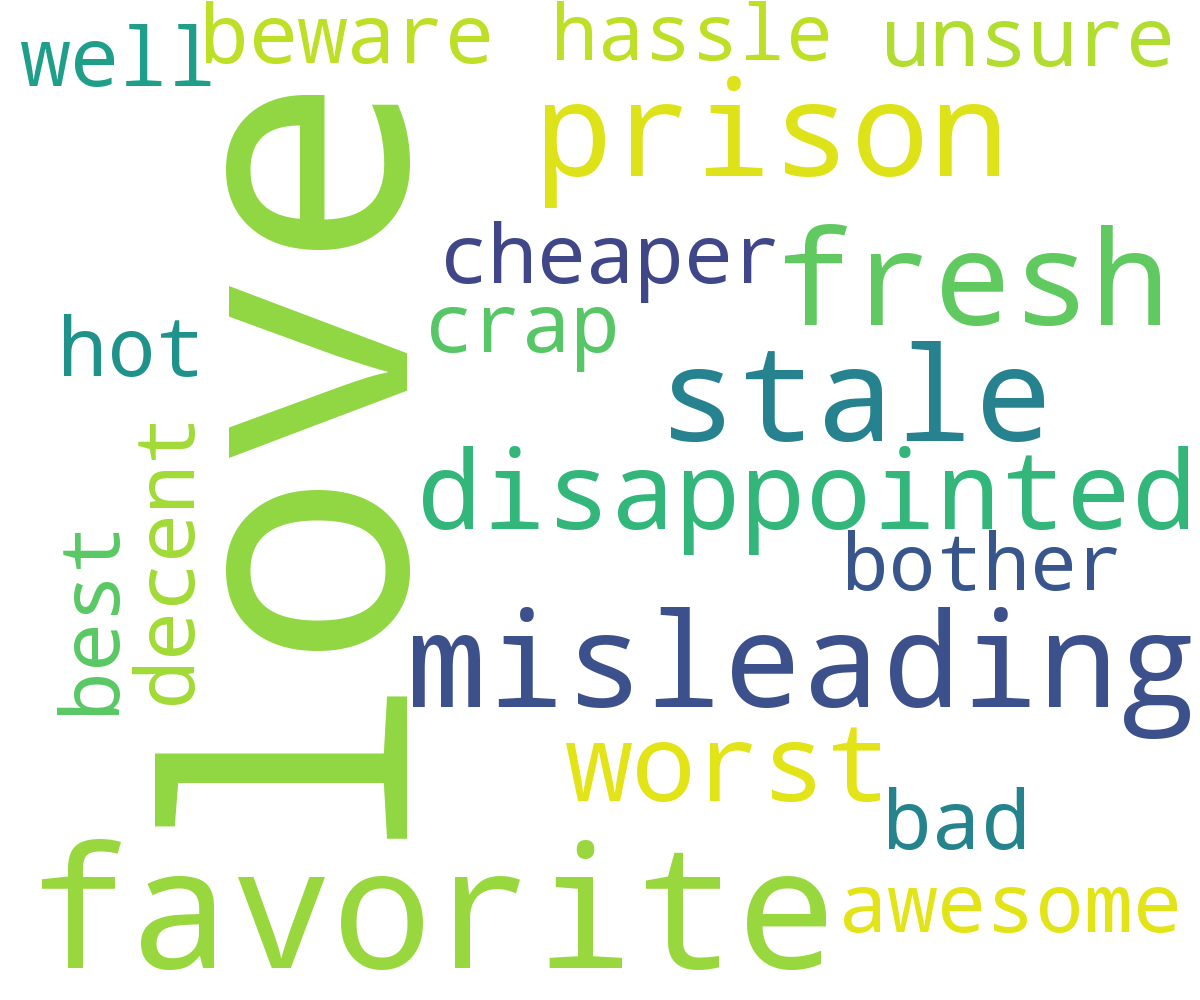 well
beware
hassle
unsure
prison
love
cheaper
fresh
crap
hot
stale
decent
disappointed
best
bother
misleading
worst
bad
favorite
awesome